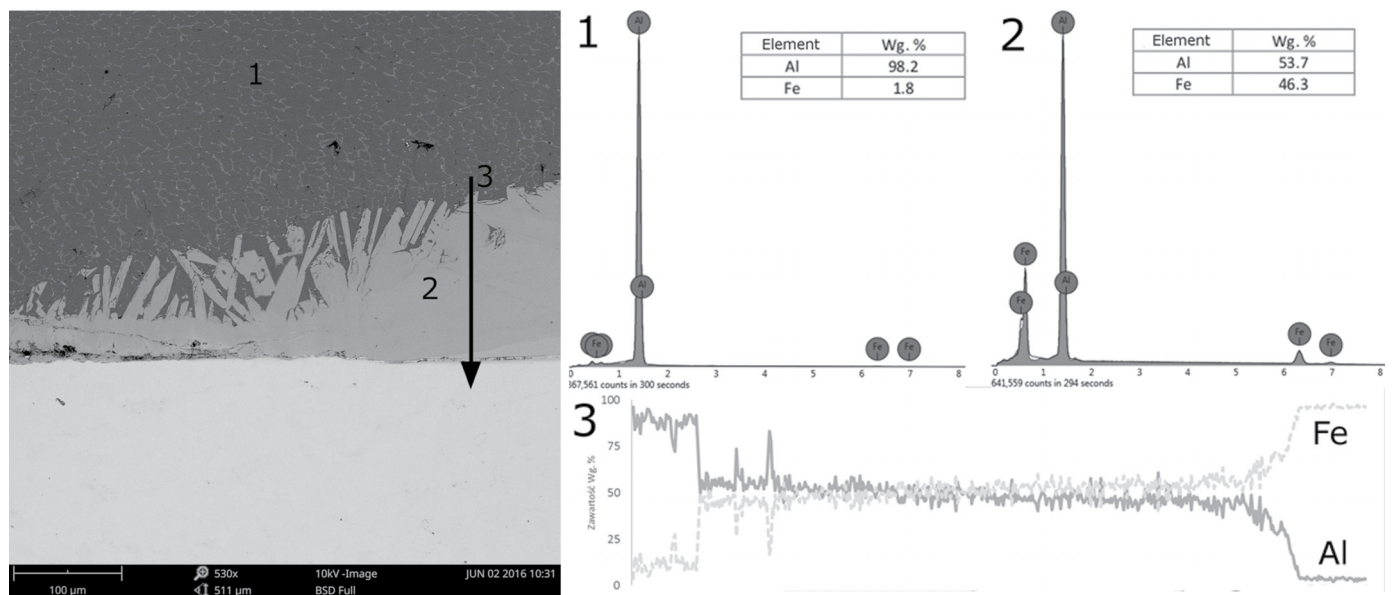 1
3
2
100 µm
530x
511 µm
10kV -Image
BSD Full
JUN 02 2016 10:31
1
Al
Element Wg. %
Al 98.2
Fe 1.8
Al
Fe
Fe
Fe
0 1 2 3 4 5 6 7 8
367,561 counts in 300 seconds
2
Al
Element Wg. %
Al 53.7
Fe 46.3
Fe
Fe
Al
Fe
Fe
0 1 2 3 4 5 6 7 8
641,559 counts in 294 seconds
3
Zawartość Wg. %
100
75
50
25
0
Fe
Al